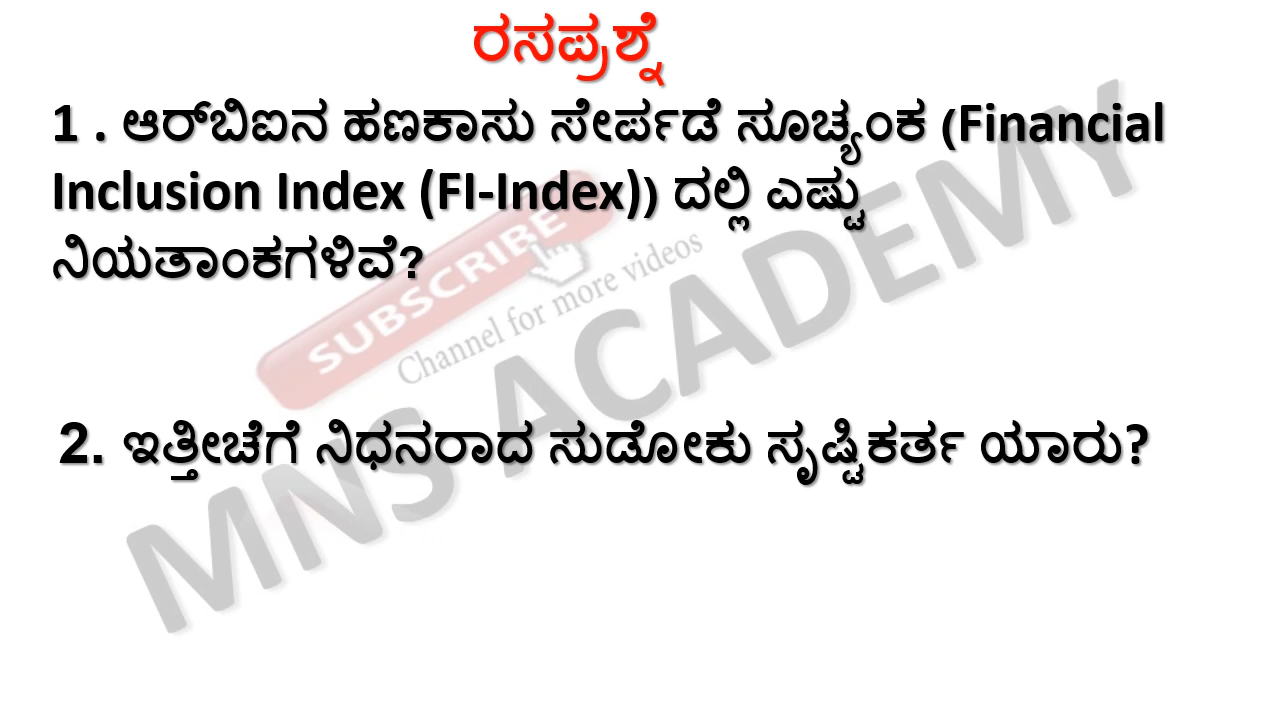 ರಸಪ್ರಶ್ನೆ
1 . ಆರ್‌ಬಿಐನ ಹಣಕಾಸು ಸೇರ್ಪಡೆ ಸೂಚ್ಯಂಕ (Financial
Inclusion Index (FI-Index)) ದಲ್ಲಿ ಎಷ್ಟು
ನಿಯತಾಂಕಗಳಿವೆ?
SUBSCRIBE
Channel for more videos
MNS ACADEMY
2. ಇತ್ತೀಚೆಗೆ ನಿಧನರಾದ ಸುಡೋಕು ಸೃಷ್ಟಿಕರ್ತ ಯಾರು?